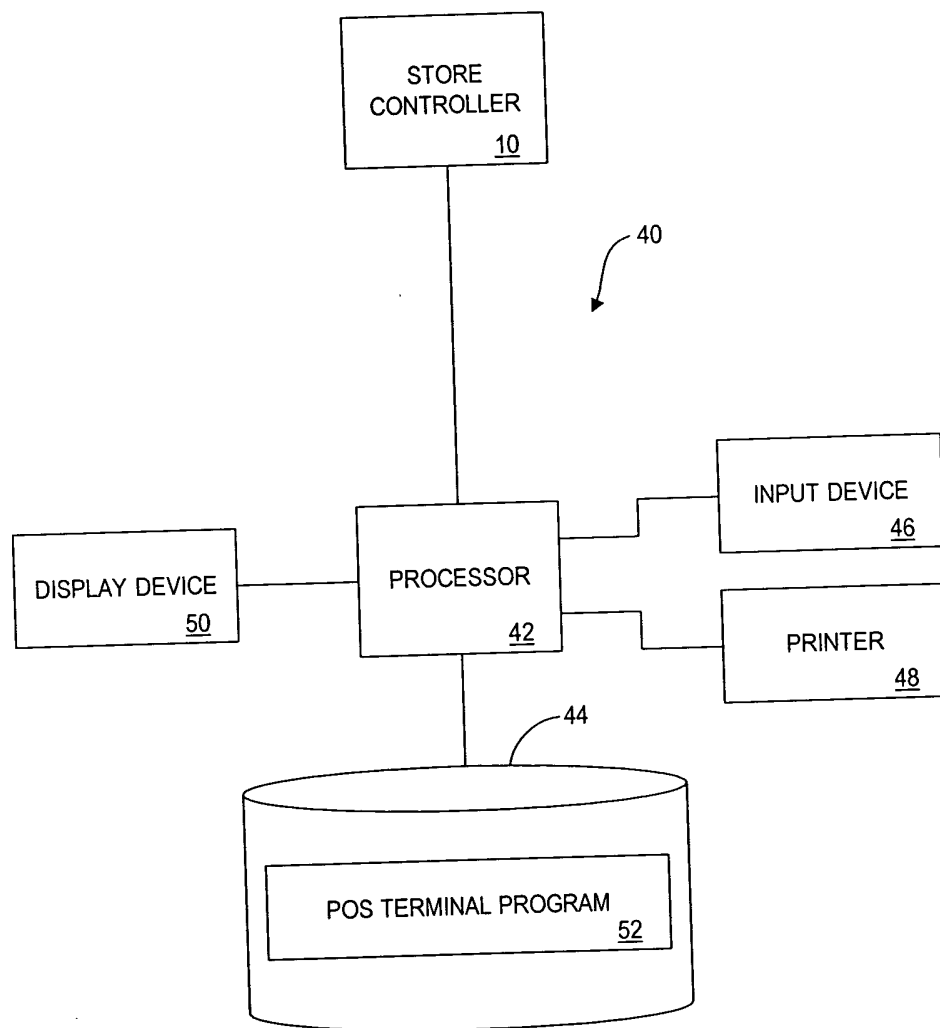 STORE
CONTROLLER
10
40
INPUT DEVICE
46
DISPLAY DEVICE
50
PROCESSOR
42
PRINTER
48
44
POS TERMINAL PROGRAM
52